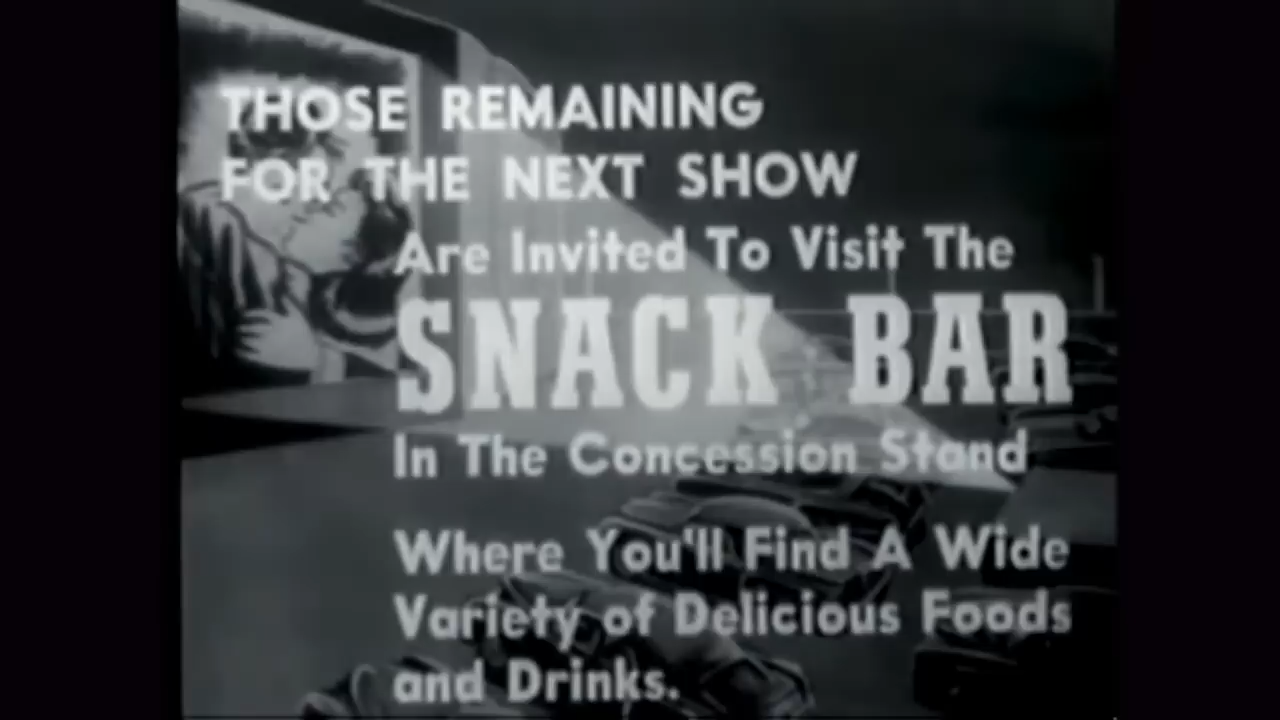 THOSE REMAINING
FOR THE NEXT SHOW
Are Invited To Visit The
SNACK BAR
In The Concession Stand
Where You'll Find A Wide
Variety of Delicious Foods
and Drinks.